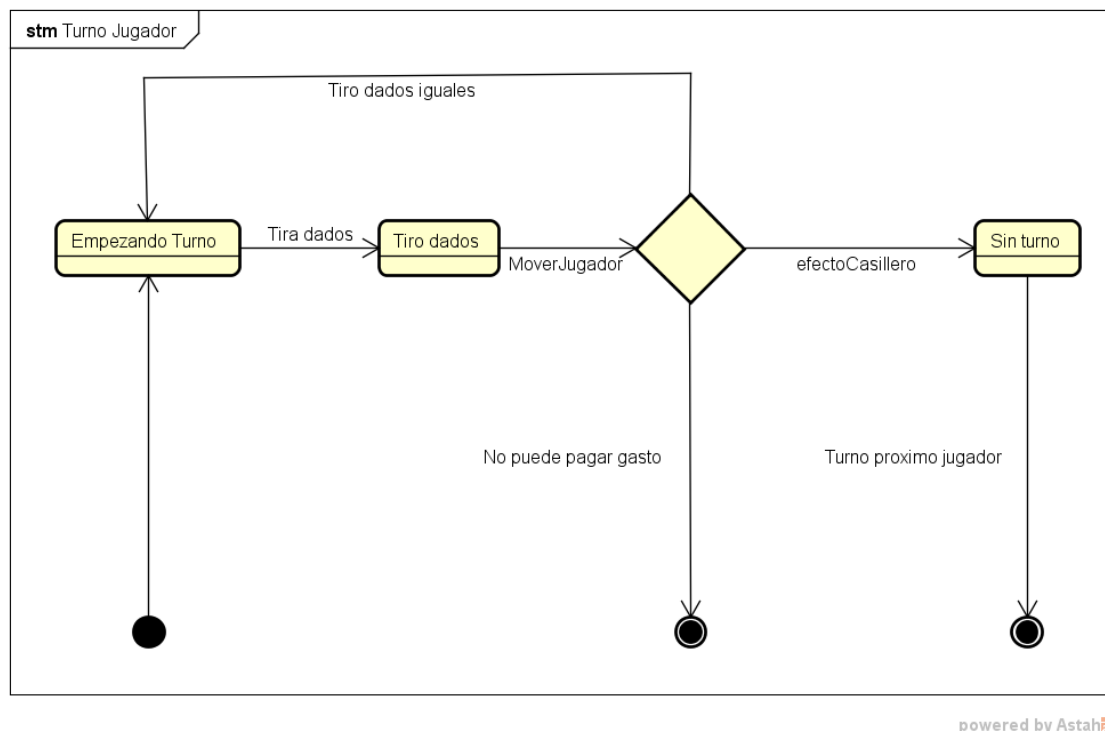 stm Turno Jugador
Tiro dados iguales
Empezando Turno
Tira dados
Tiro dados
MoverJugador
efectoCasillero
Sin turno
No puede pagar gasto
Turno proximo jugador
powered by Astah